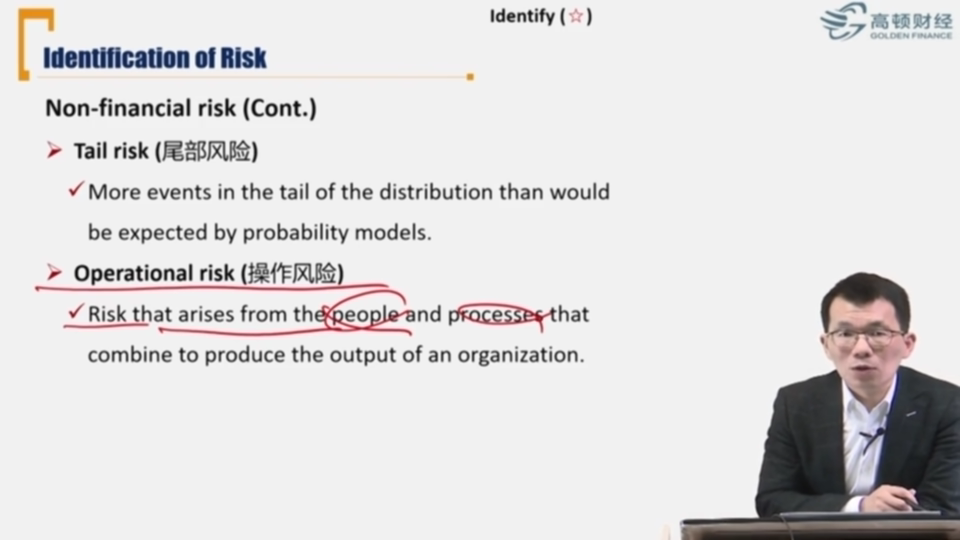 Identify (☆)
高顿财经
GOLDEN FINANCE
Identification of Risk
Non-financial risk (Cont.)
Tail risk (尾部风险)
More events in the tail of the distribution than would
be expected by probability models.
Operational risk (操作风险)
Risk that arises from the people and processes that
combine to produce the output of an organization.